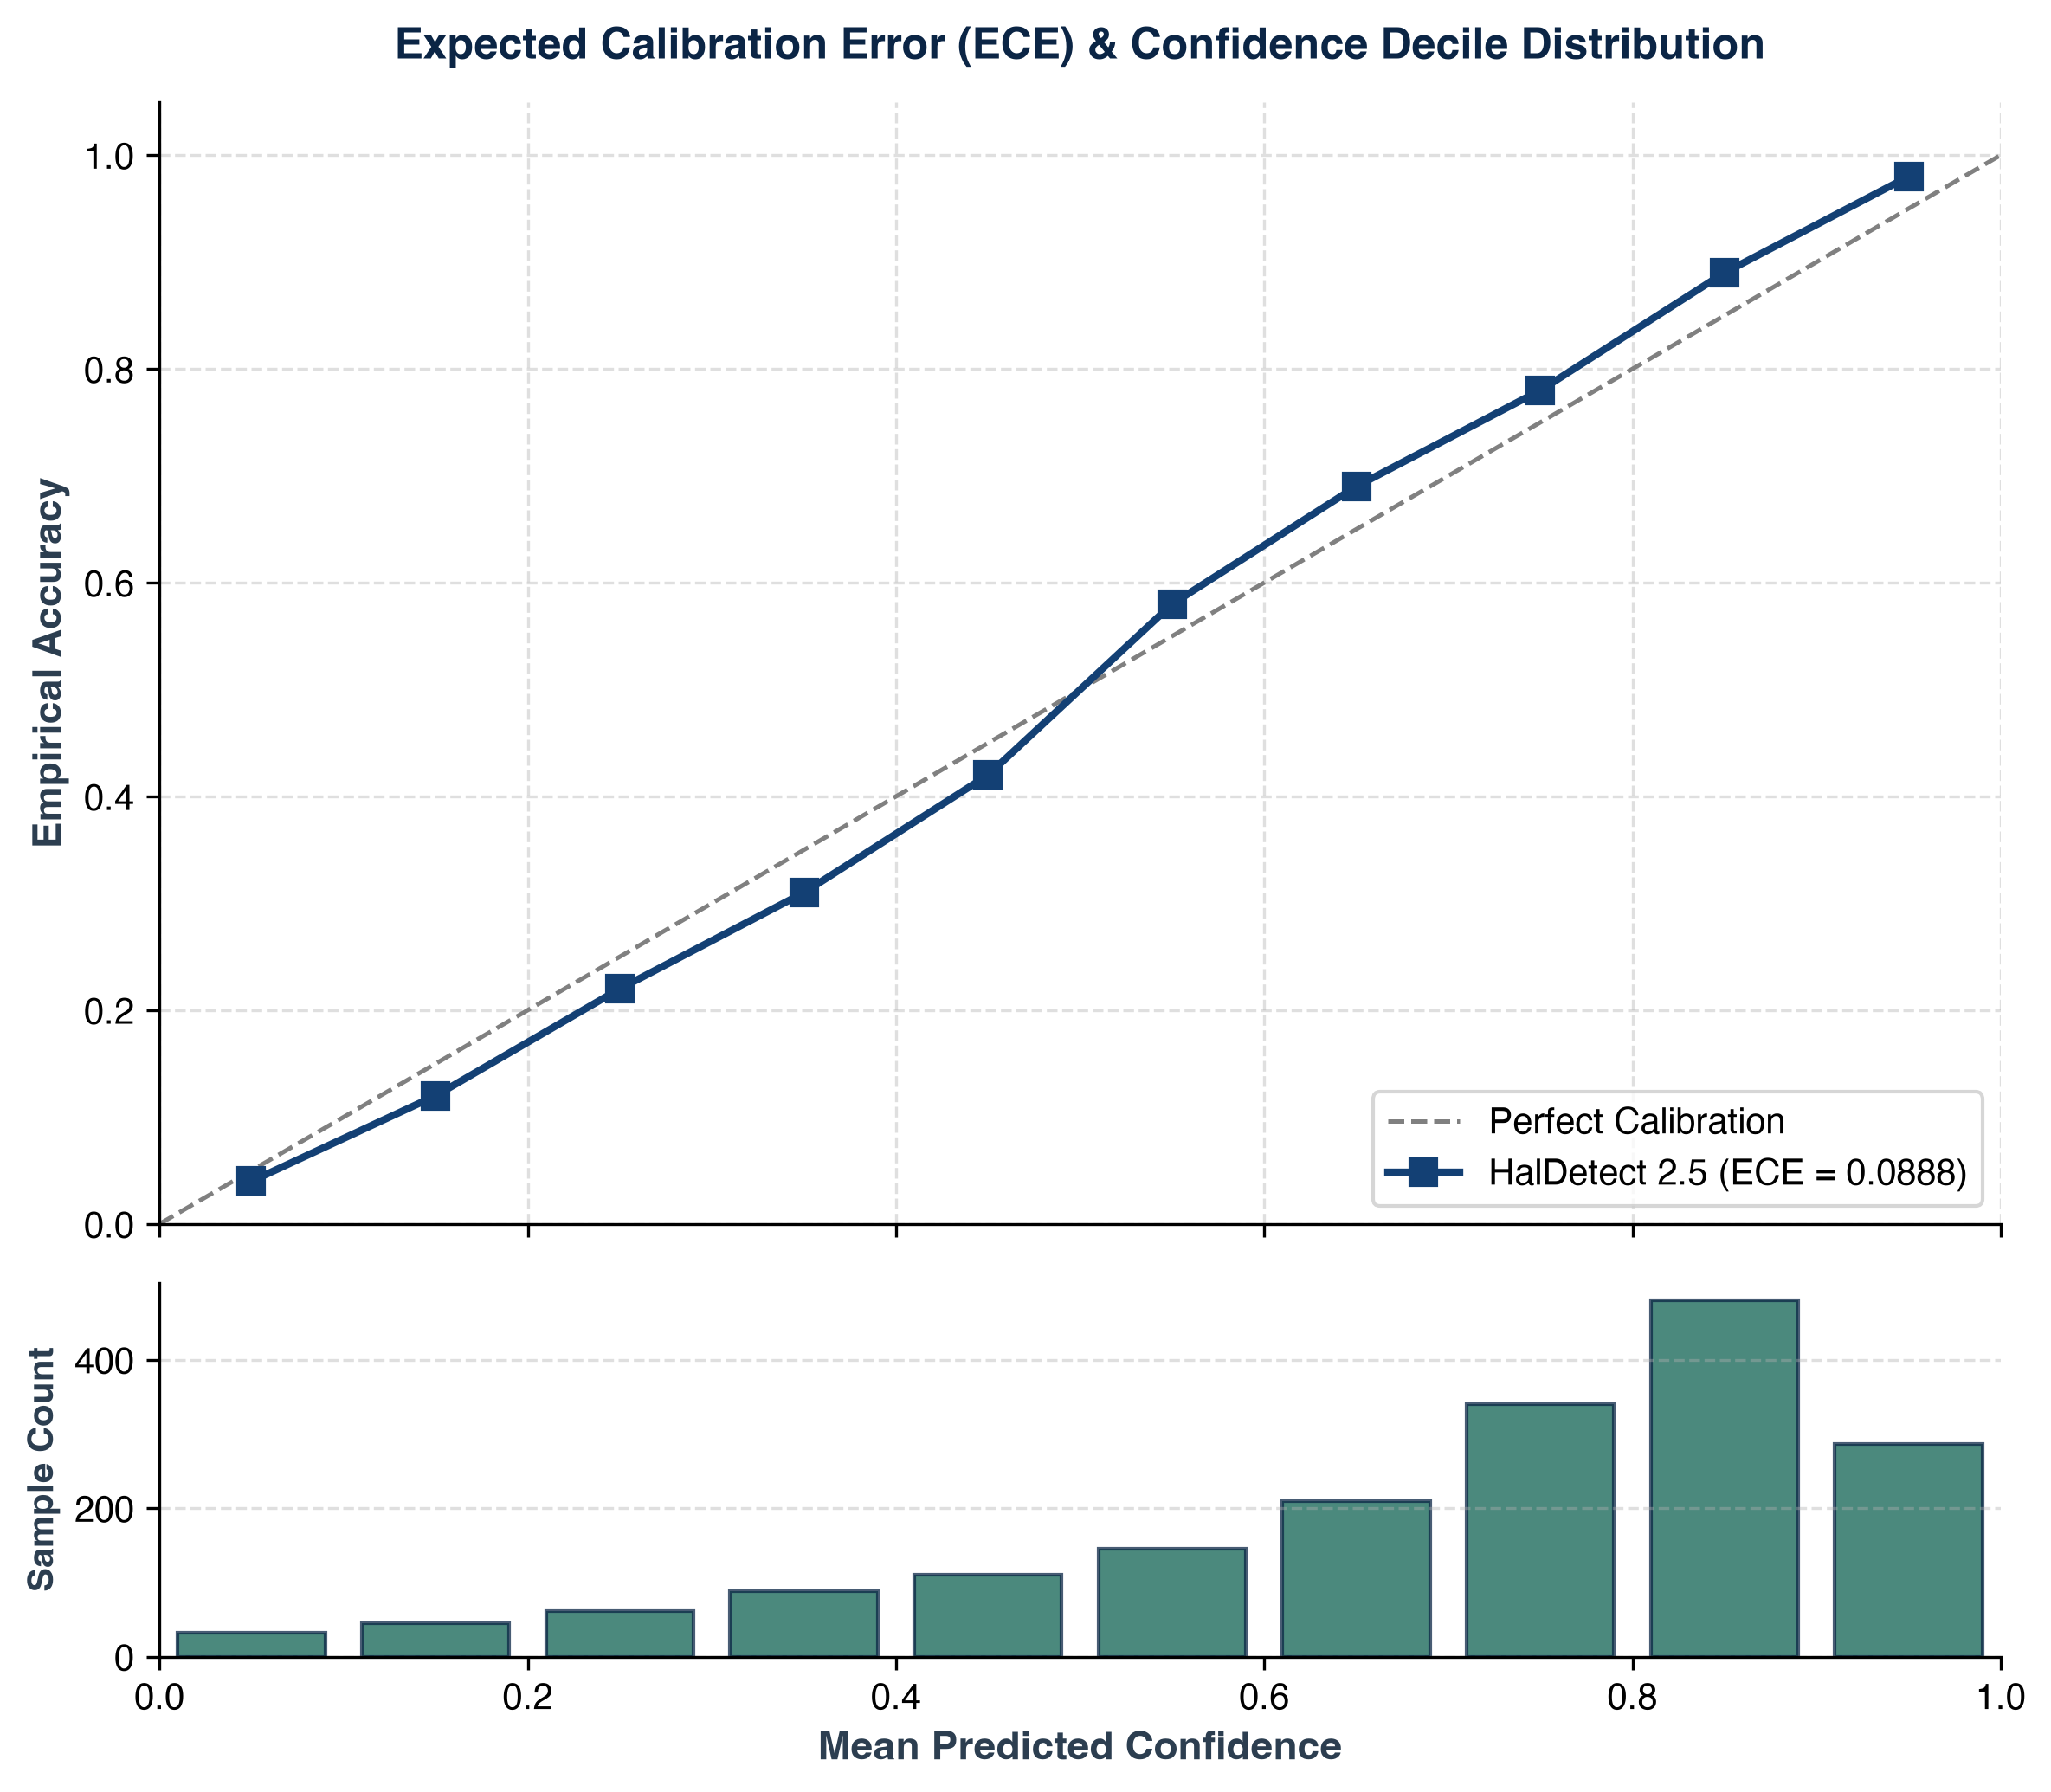 Expected Calibration Error (ECE) & Confidence Decile Distribution
Empirical Accuracy
1.0
0.8
0.6
0.4
0.2
0.0
Perfect Calibration
HalDetect 2.5 (ECE = 0.0888)
Sample Count
400
200
0
0.0 0.2 0.4 0.6 0.8 1.0
Mean Predicted Confidence